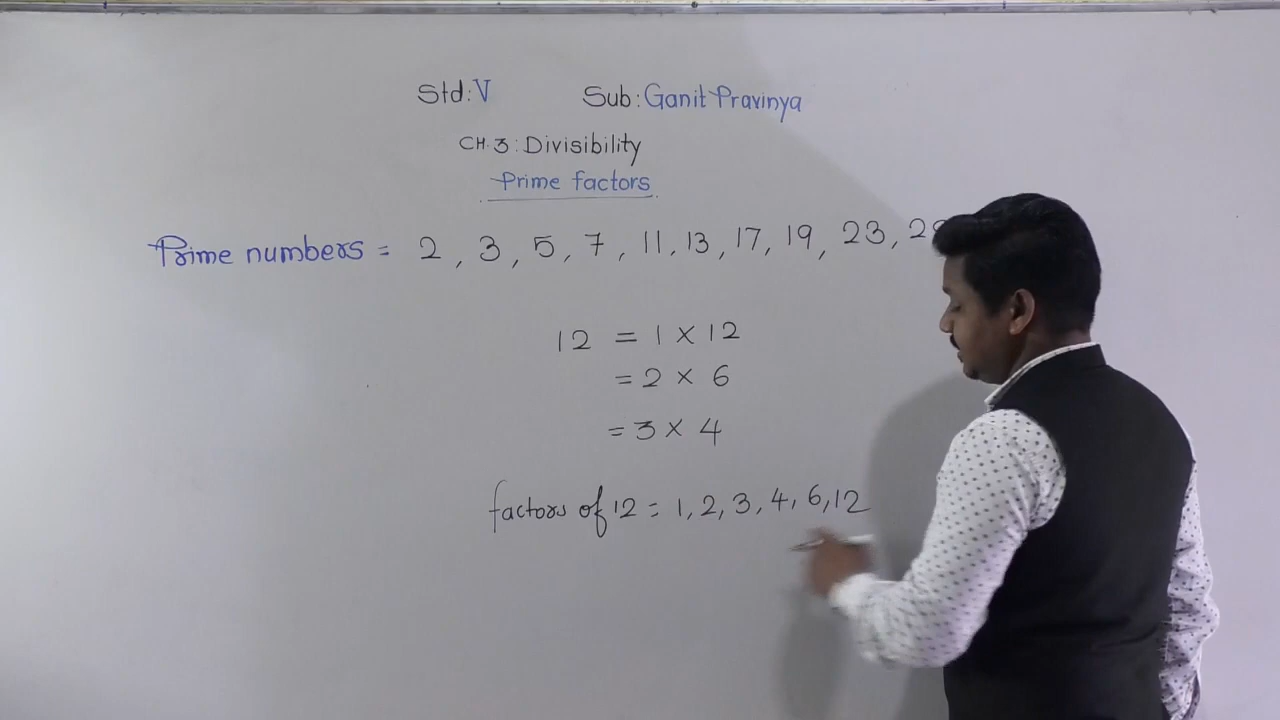 Std: V Sub: Ganit Pravinya
CH. 3: Divisibility
Prime factors
Prime numbers = 2, 3, 5, 7, 11, 13, 17, 19, 23,
12 = 1 × 12
= 2 × 6
= 3 × 4
factors of 12 = 1, 2, 3, 4, 6, 12